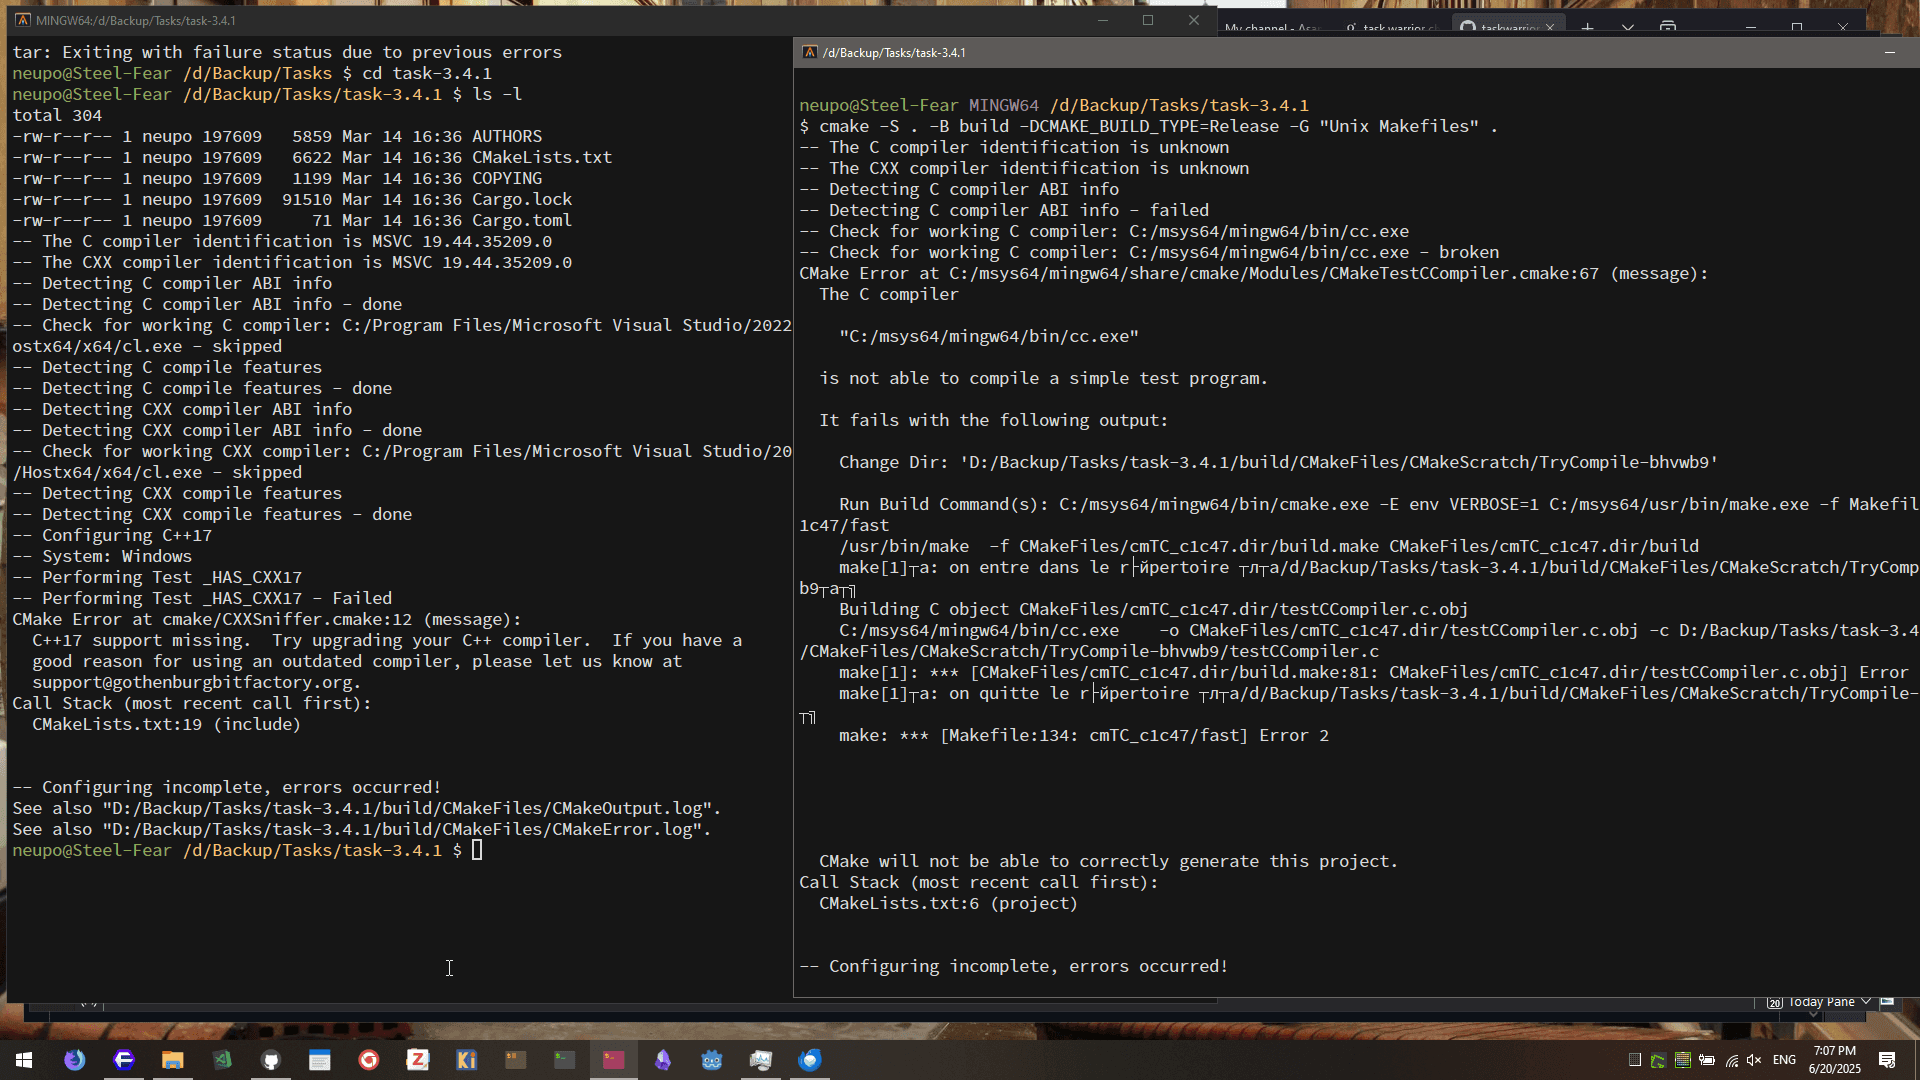 MINGW64:/d/Backup/Tasks/task-3.4.1
tar: Exiting with failure status due to previous errors
neupo@Steel-Fear /d/Backup/Tasks $ cd task-3.4.1
neupo@Steel-Fear /d/Backup/Tasks/task-3.4.1 $ ls -l
total 304
-rw-r--r-- 1 neupo 197609   5859 Mar 14 16:36 AUTHORS
-rw-r--r-- 1 neupo 197609   6622 Mar 14 16:36 CMakeLists.txt
-rw-r--r-- 1 neupo 197609   1199 Mar 14 16:36 COPYING
-rw-r--r-- 1 neupo 197609  91510 Mar 14 16:36 Cargo.lock
-rw-r--r-- 1 neupo 197609     71 Mar 14 16:36 Cargo.toml
-- The C compiler identification is MSVC 19.44.35209.0
-- The CXX compiler identification is MSVC 19.44.35209.0
-- Detecting C compiler ABI info
-- Detecting C compiler ABI info - done
-- Check for working C compiler: C:/Program Files/Microsoft Visual Studio/2022
ostx64/x64/cl.exe - skipped
-- Detecting C compile features
-- Detecting C compile features - done
-- Detecting CXX compiler ABI info
-- Detecting CXX compiler ABI info - done
-- Check for working CXX compiler: C:/Program Files/Microsoft Visual Studio/20
/Hostx64/x64/cl.exe - skipped
-- Detecting CXX compile features
-- Detecting CXX compile features - done
-- Configuring C++17
-- System: Windows
-- Performing Test _HAS_CXX17
-- Performing Test _HAS_CXX17 - Failed
CMake Error at cmake/CXXSniffer.cmake:12 (message):
  C++17 support missing.  Try upgrading your C++ compiler.  If you have a
  good reason for using an outdated compiler, please let us know at
  support@gothenburgbitfactory.org.
Call Stack (most recent call first):
  CMakeLists.txt:19 (include)
-- Configuring incomplete, errors occurred!
See also "D:/Backup/Tasks/task-3.4.1/build/CMakeFiles/CMakeOutput.log".
See also "D:/Backup/Tasks/task-3.4.1/build/CMakeFiles/CMakeError.log".
neupo@Steel-Fear /d/Backup/Tasks/task-3.4.1 $
My channel - Asa
task warrior c
taskwarrior
/d/Backup/Tasks/task-3.4.1
neupo@Steel-Fear MINGW64 /d/Backup/Tasks/task-3.4.1
$ cmake -S . -B build -DCMAKE_BUILD_TYPE=Release -G "Unix Makefiles" .
-- The C compiler identification is unknown
-- The CXX compiler identification is unknown
-- Detecting C compiler ABI info
-- Detecting C compiler ABI info - failed
-- Check for working C compiler: C:/msys64/mingw64/bin/cc.exe
-- Check for working C compiler: C:/msys64/mingw64/bin/cc.exe - broken
CMake Error at C:/msys64/mingw64/share/cmake/Modules/CMakeTestCCompiler.cmake:67 (message):
  The C compiler
    "C:/msys64/mingw64/bin/cc.exe"
  is not able to compile a simple test program.
  It fails with the following output:
    Change Dir: 'D:/Backup/Tasks/task-3.4.1/build/CMakeFiles/CMakeScratch/TryCompile-bhvwb9'
    Run Build Command(s): C:/msys64/mingw64/bin/cmake.exe -E env VERBOSE=1 C:/msys64/usr/bin/make.exe -f Makefil
1c47/fast
    /usr/bin/make  -f CMakeFiles/cmTC_c1c47.dir/build.make CMakeFiles/cmTC_c1c47.dir/build
    make[1]┬а: on entre dans le r├йpertoire ┬л┬а/d/Backup/Tasks/task-3.4.1/build/CMakeFiles/CMakeScratch/TryComp
b9┬а┬╗
    Building C object CMakeFiles/cmTC_c1c47.dir/testCCompiler.c.obj
    C:/msys64/mingw64/bin/cc.exe    -o CMakeFiles/cmTC_c1c47.dir/testCCompiler.c.obj -c D:/Backup/Tasks/task-3.4
/CMakeFiles/CMakeScratch/TryCompile-bhvwb9/testCCompiler.c
    make[1]: *** [CMakeFiles/cmTC_c1c47.dir/build.make:81: CMakeFiles/cmTC_c1c47.dir/testCCompiler.c.obj] Error
    make[1]┬а: on quitte le r├йpertoire ┬л┬а/d/Backup/Tasks/task-3.4.1/build/CMakeFiles/CMakeScratch/TryCompile-
┬╗
    make: *** [Makefile:134: cmTC_c1c47/fast] Error 2
  CMake will not be able to correctly generate this project.
Call Stack (most recent call first):
  CMakeLists.txt:6 (project)
-- Configuring incomplete, errors occurred!
20 Today Pane
ENG
7:07 PM
6/20/2025